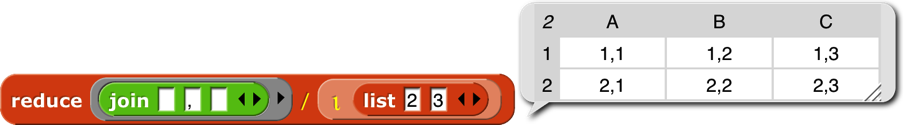 reduce join , / ⍳ list 2 3
2 A B C
1 1,1 1,2 1,3
2 2,1 2,2 2,3